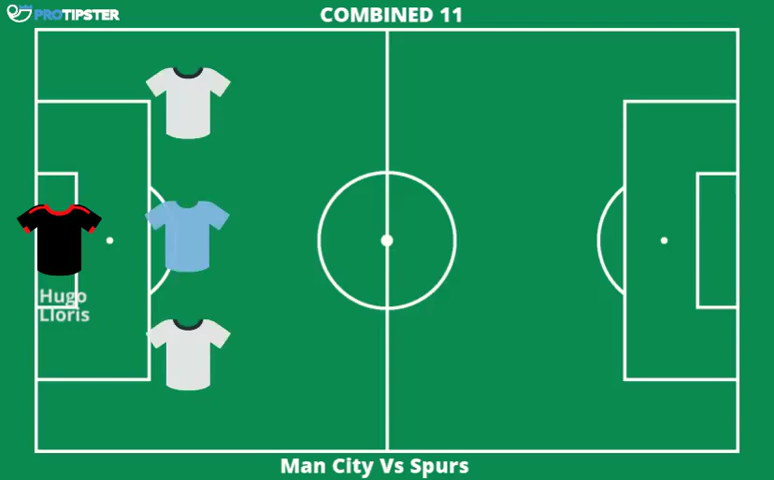 PROTIPSTER
COMBINED 11
Hugo
Lloris
Man City Vs Spurs